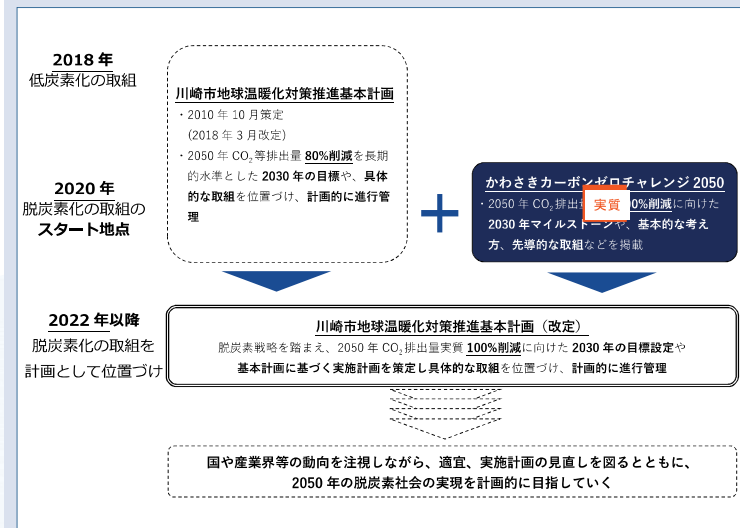 2018 年
低炭素化の取組
川崎市地球温暖化対策推進基本計画
・2010 年 10 月策定
(2018 年 3 月改定)
・2050 年 CO₂等排出量 80%削減を長期
的水準とした 2030 年の目標や、具体
的な取組を位置づけ、計画的に進行管
理
2020 年
脱炭素化の取組の
スタート地点
+
かわさきカーボンゼロチャレンジ 2050
・2050 年 CO₂排出 実質 00%削減に向けた
2030 年マイルストーンや、基本的な考え
方、先導的な取組などを掲載
2022 年以降
脱炭素化の取組を
計画として位置づけ
川崎市地球温暖化対策推進基本計画（改定）
脱炭素戦略を踏まえ、2050 年 CO₂排出量実質 100%削減に向けた 2030 年の目標設定や
基本計画に基づく実施計画を策定し具体的な取組を位置づけ、計画的に進行管理
国や産業界等の動向を注視しながら、適宜、実施計画の見直しを図るとともに、
2050 年の脱炭素社会の実現を計画的に目指していく